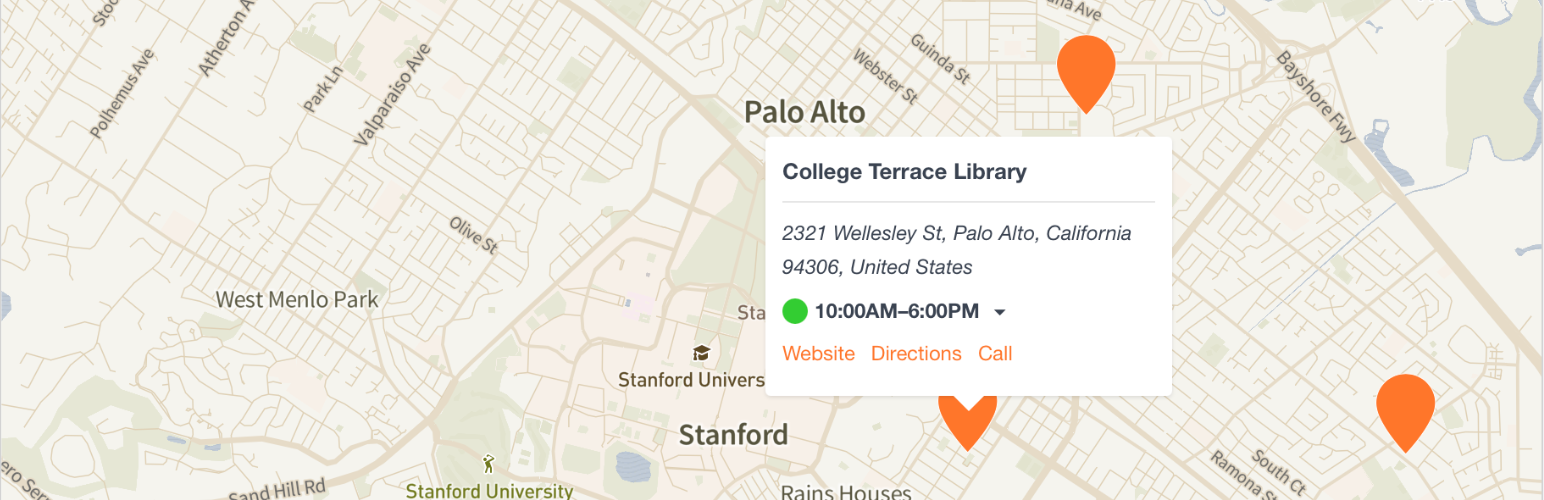 Atherton
Guinda St
Webster St
Polhemus Ave
Park Ln
Valparaiso Ave
Bayshore Fwy
Palo Alto
College Terrace Library
2321 Wellesley St, Palo Alto, California
94306, United States
10:00AM–6:00PM
Website Directions Call
Olive St
West Menlo Park
Stanford Univers
Stanford
South Ct
Ramona St
Sand Hill Rd
Stanford University
Rains Houses